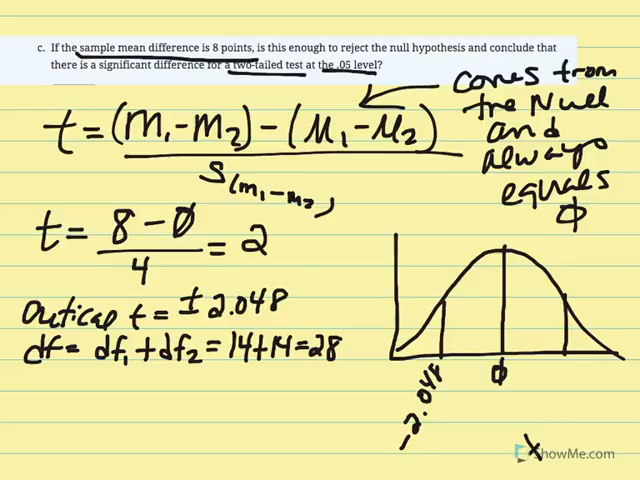 c. If the sample mean difference is 8 points, is this enough to reject the null hypothesis and conclude that
there is a significant difference for a two-tailed test at the .05 level?
comes from
the Null
and
always
equals
0
t = (M1 - M2) - (μ1 - μ2)
S(M1 - M2)
t = 8 - 0 / 4 = 2
critical t = ±2.048
df = df1 + df2 = 14+14 = 28
-2.048
0
x
ShowMe.com